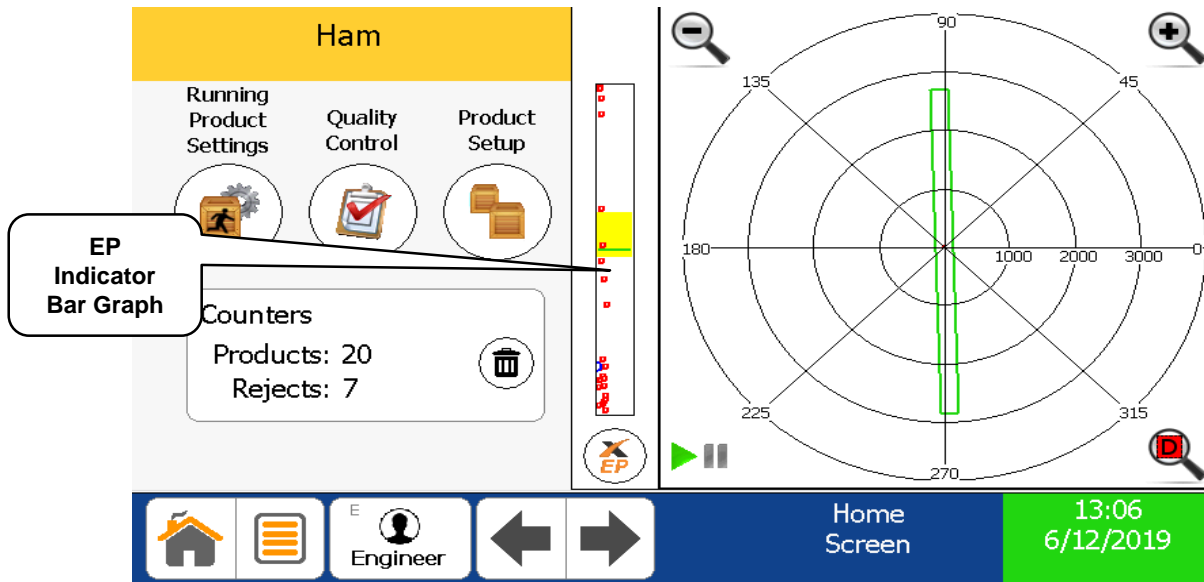 Ham
Running
Product
Settings
Quality
Control
Product
Setup
EP
Indicator
Bar Graph
Counters
Products: 20
Rejects: 7
EP
90
135
45
180
1000
2000
3000
0
225
315
270
D
E
Engineer
Home
Screen
13:06
6/12/2019